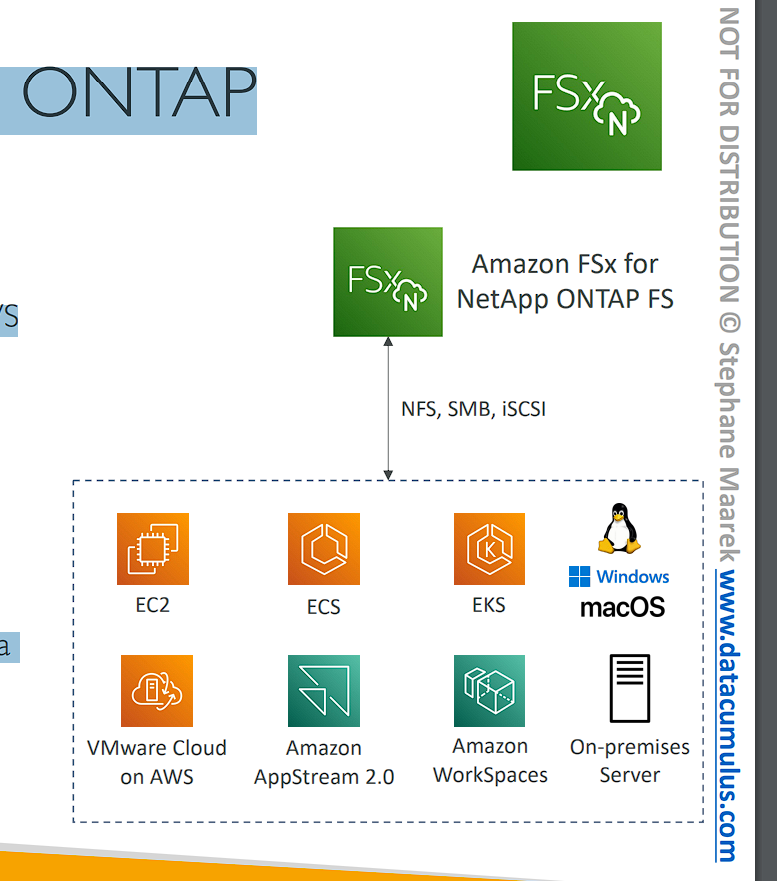 ONTAP
FSx
N
FSx
N
Amazon FSx for
NetApp ONTAP FS
/s
NFS, SMB, iSCSI
EC2
ECS
K
EKS
Windows
macOS
a
VMware Cloud
on AWS
Amazon
AppStream 2.0
Amazon
WorkSpaces
On-premises
Server
NOT FOR DISTRIBUTION © Stephane Maarek www.datacumulus.com